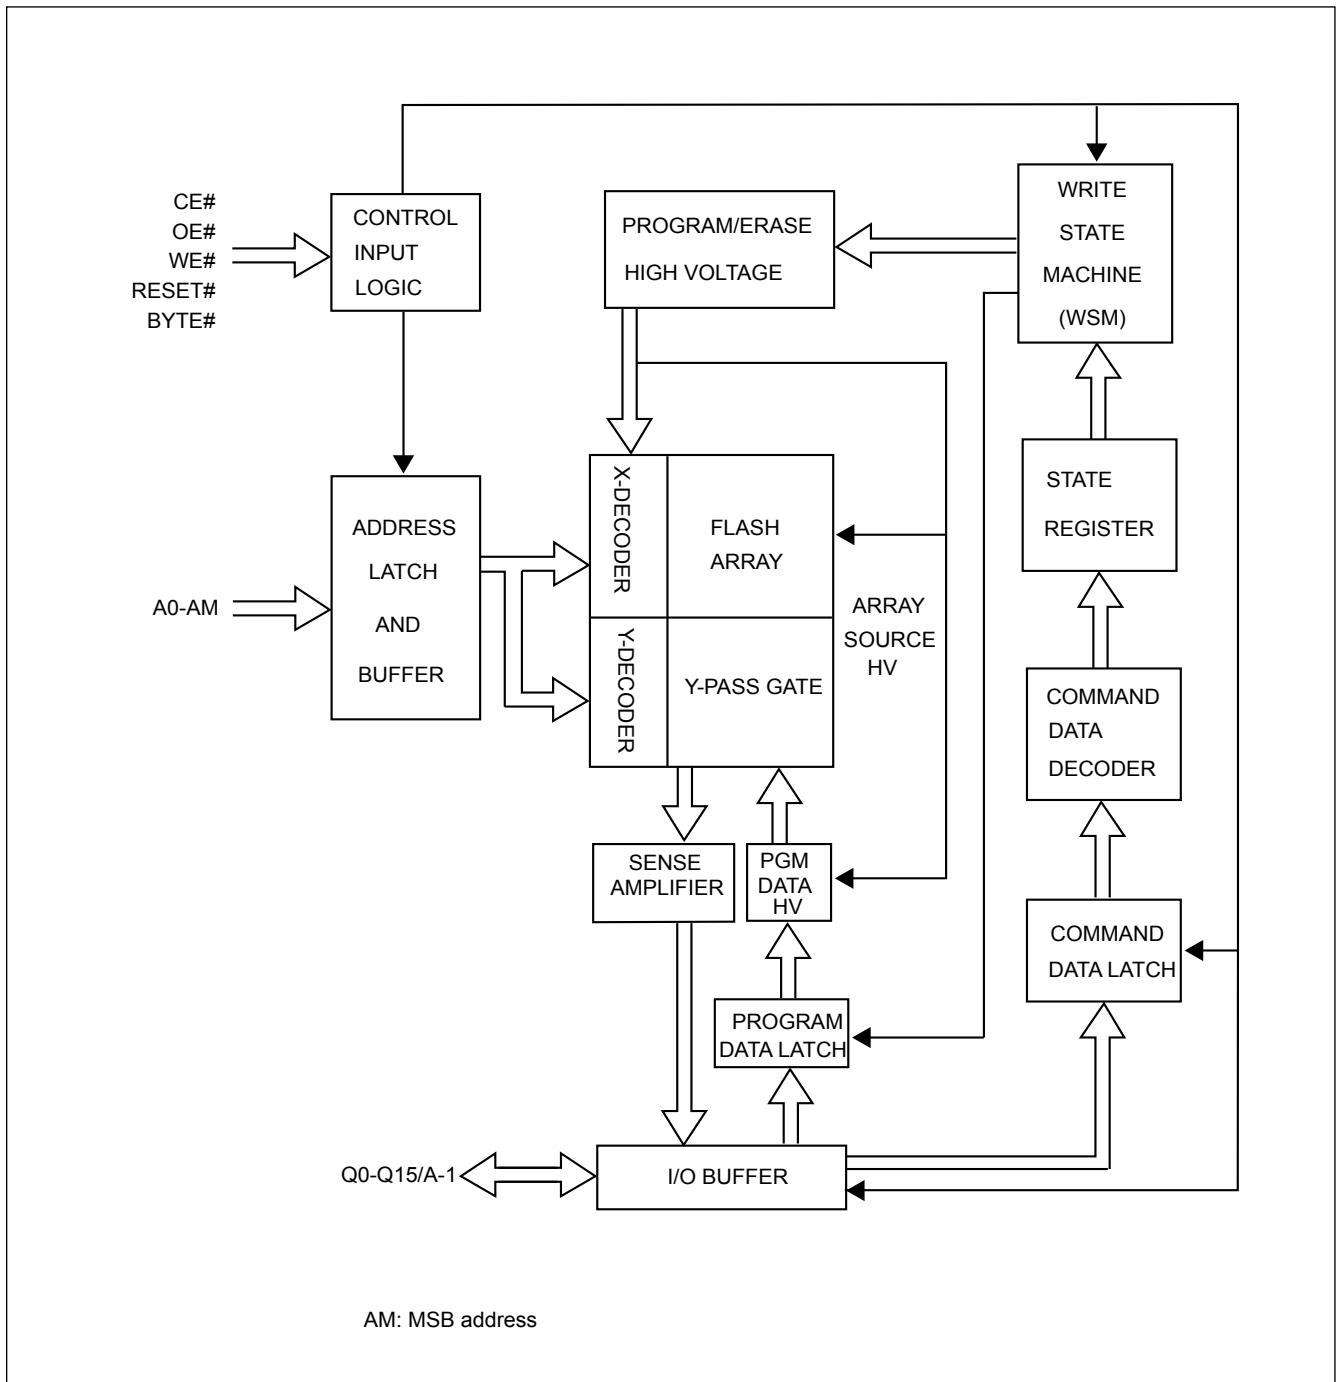 CE#
OE#
WE#
RESET#
BYTE#
CONTROL
INPUT
LOGIC
PROGRAM/ERASE
HIGH VOLTAGE
WRITE
STATE
MACHINE
(WSM)
ADDRESS
LATCH
AND
BUFFER
A0-AM
X-DECODER
FLASH
ARRAY
Y-DECODER
Y-PASS GATE
ARRAY
SOURCE
HV
STATE
REGISTER
COMMAND
DATA
DECODER
SENSE
AMPLIFIER
PGM
DATA
HV
COMMAND
DATA LATCH
PROGRAM
DATA LATCH
Q0-Q15/A-1
I/O BUFFER
AM: MSB address